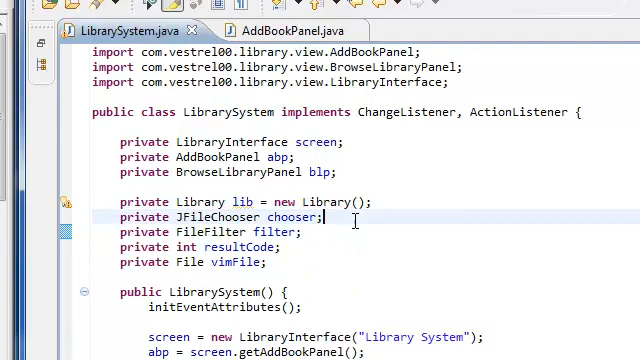 LibrarySystem.java
AddBookPanel.java
import com.vestrel00.library.view.AddBookPanel;
import com.vestrel00.library.view.BrowseLibraryPanel;
import com.vestrel00.library.view.LibraryInterface;
public class LibrarySystem implements ChangeListener, ActionListener {
private LibraryInterface screen;
private AddBookPanel abp;
private BrowseLibraryPanel blp;
private Library lib = new Library();
private JFileChooser chooser;
private FileFilter filter;
private int resultCode;
private File vimFile;
public LibrarySystem() {
initEventAttributes();
screen = new LibraryInterface("Library System");
abp = screen.getAddBookPanel();